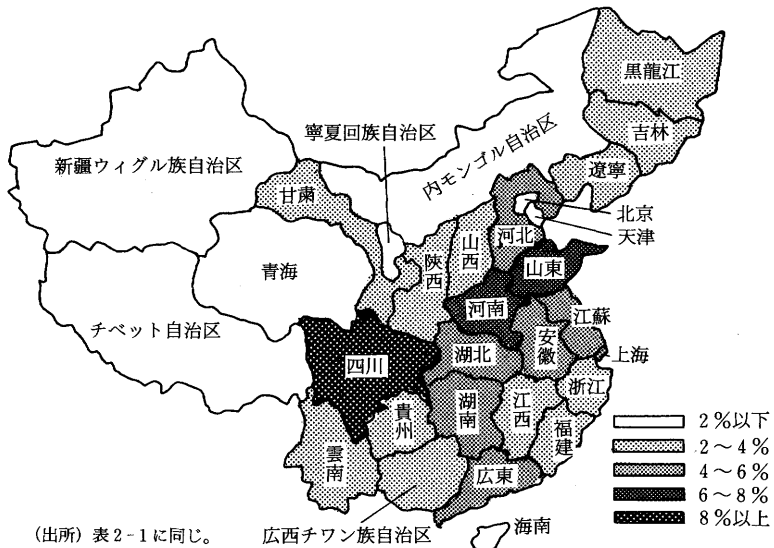 黒龍江
吉林
遼寧
内モンゴル自治区
寧夏回族自治区
新疆ウィグル族自治区
甘粛
北京
天津
河北
山西
陝西
青海
山東
チベット自治区
河南
江蘇
安徽
上海
四川
湖北
浙江
湖南
江西
貴州
福建
雲南
広東
広西チワン族自治区
海南
2%以下
2〜4%
4〜6%
6〜8%
8%以上
(出所) 表2-1に同じ。